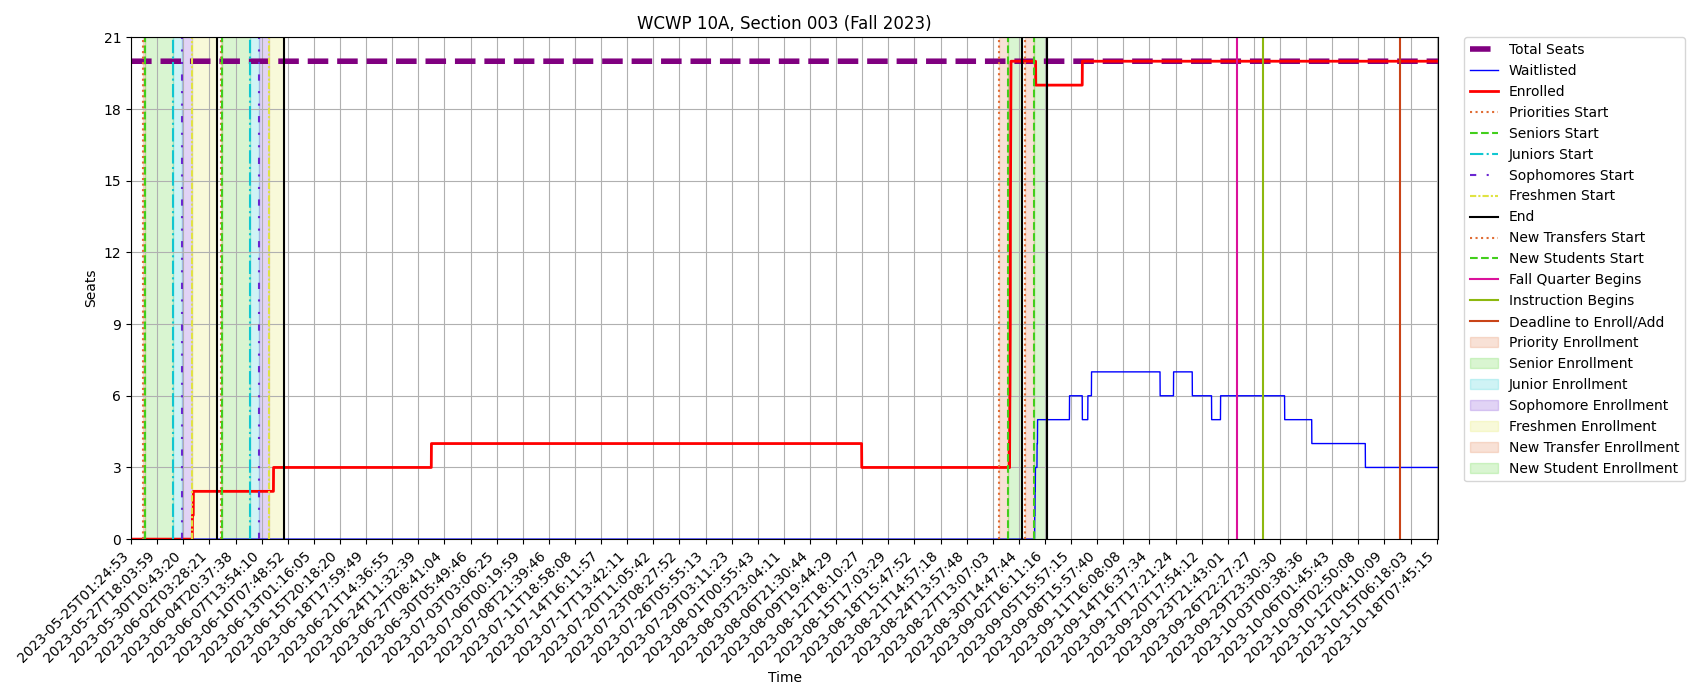 WCWP 10A, Section 003 (Fall 2023)
Seats
21
18
15
12
9
6
3
0
2023-05-25T01:24:53
2023-05-27T18:03:59
2023-05-30T10:43:20
2023-06-02T03:28:21
2023-06-04T20:37:38
2023-06-07T13:54:10
2023-06-10T07:48:52
2023-06-13T01:16:05
2023-06-15T20:18:20
2023-06-18T17:59:49
2023-06-21T14:36:55
2023-06-24T11:32:39
2023-06-27T08:41:04
2023-06-30T05:49:46
2023-07-03T03:06:25
2023-07-06T00:19:59
2023-07-08T21:39:46
2023-07-11T18:58:08
2023-07-14T16:11:57
2023-07-17T13:42:11
2023-07-20T11:05:42
2023-07-23T08:27:52
2023-07-26T05:55:13
2023-07-29T03:11:23
2023-08-01T00:55:43
2023-08-03T23:04:11
2023-08-06T21:30:44
2023-08-09T19:44:29
2023-08-12T18:10:27
2023-08-15T17:03:29
2023-08-18T15:47:52
2023-08-21T14:57:18
2023-08-24T13:57:48
2023-08-27T13:07:03
2023-08-30T14:47:44
2023-09-02T16:11:16
2023-09-05T15:57:15
2023-09-08T15:57:40
2023-09-11T16:08:08
2023-09-14T16:37:34
2023-09-17T17:21:24
2023-09-20T17:54:12
2023-09-23T21:43:01
2023-09-26T22:27:27
2023-09-29T23:30:30
2023-10-03T00:38:36
2023-10-06T01:45:43
2023-10-09T02:50:08
2023-10-12T04:10:09
2023-10-15T06:18:03
2023-10-18T07:45:15
Time
Total Seats
Waitlisted
Enrolled
Priorities Start
Seniors Start
Juniors Start
Sophomores Start
Freshmen Start
End
New Transfers Start
New Students Start
Fall Quarter Begins
Instruction Begins
Deadline to Enroll/Add
Priority Enrollment
Senior Enrollment
Junior Enrollment
Sophomore Enrollment
Freshmen Enrollment
New Transfer Enrollment
New Student Enrollment